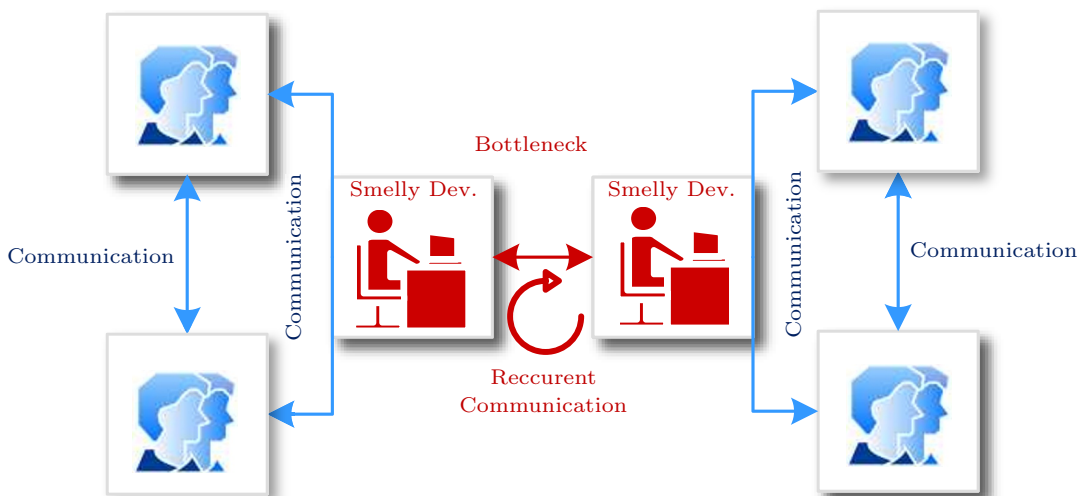 Bottleneck
Smelly Dev.
Smelly Dev.
Communication
Communication
Communication
Communication
Reccurent
Communication